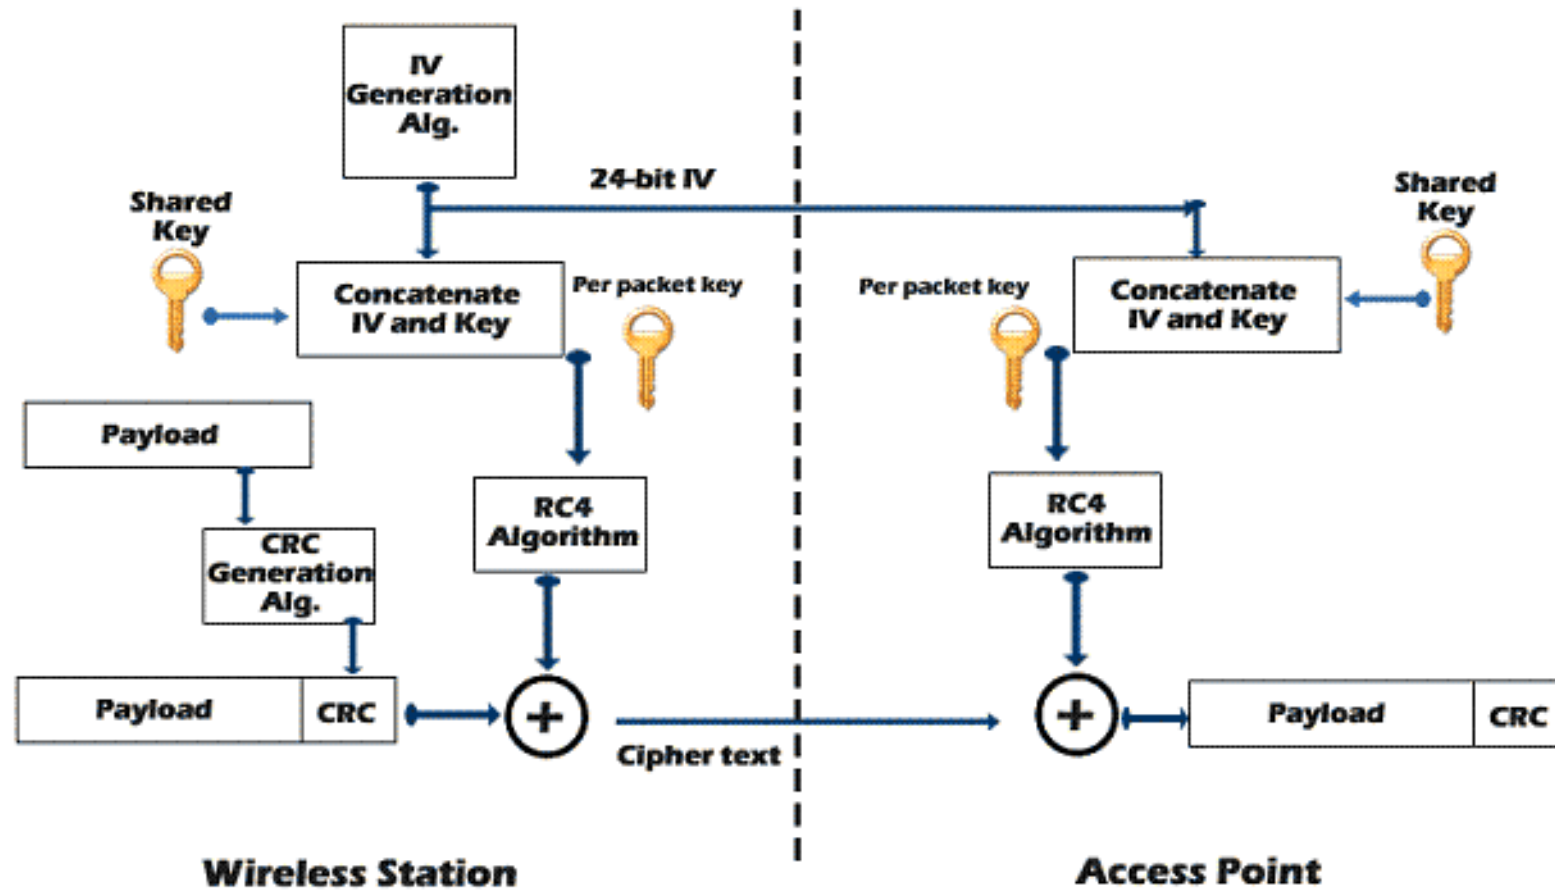 IV
Generation
Alg.
24-bit IV
Shared
Key
Shared
Key
Concatenate
IV and Key
Per packet key
Per packet key
Concatenate
IV and Key
Payload
RC4
Algorithm
RC4
Algorithm
CRC
Generation
Alg.
Payload
CRC
+
+
Payload
CRC
Cipher text
Wireless Station
Access Point